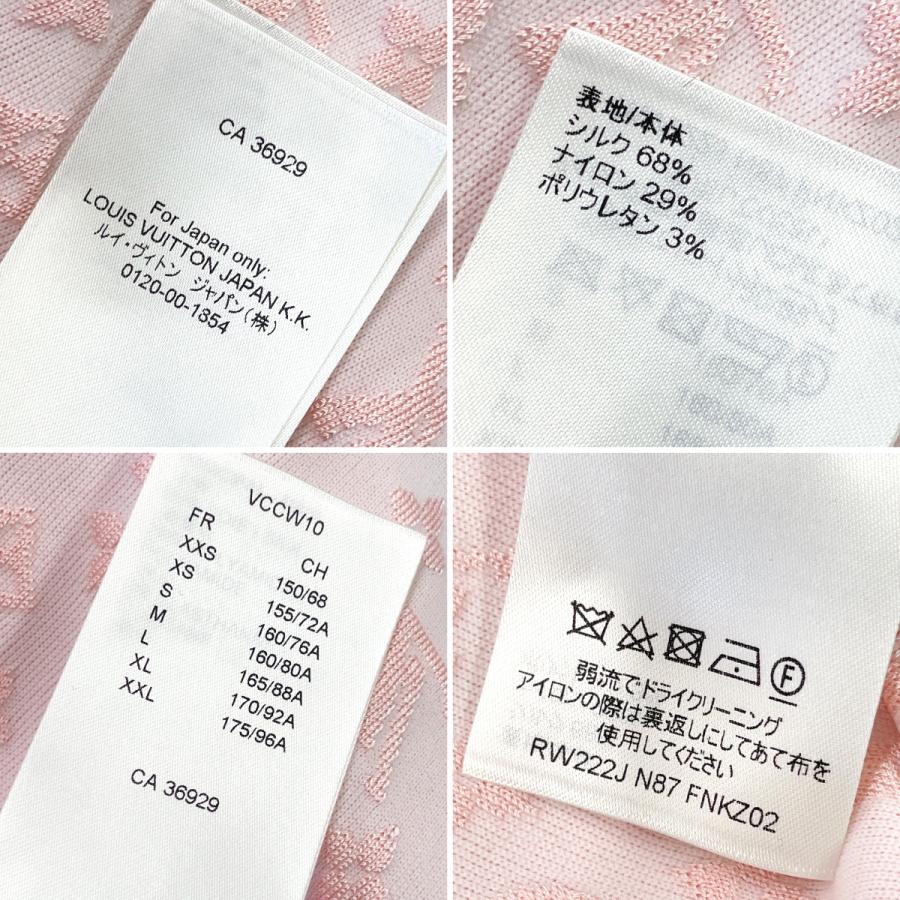 CA 36929
For Japan only:
LOUIS VUITTON JAPAN K.K.
ルイ・ヴィトン ジャパン(株)
0120-00-1854
表地/本体
シルク 68%
ナイロン 29%
ポリウレタン 3%
VCCW10
FR CH
XXS 150/68
XS 155/72A
S 160/76A
M 160/80A
L 165/88A
XL 170/92A
XXL 175/96A
CA 36929
F
弱流でドライクリーニング
アイロンの際は裏返しにしてあて布を
使用してください
RW222J N87 FNKZ02